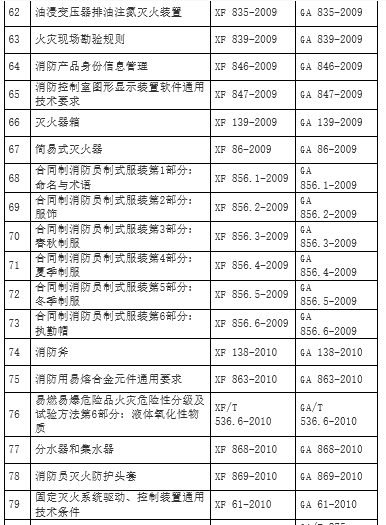 62 油浸变压器排油注氮灭火装置 XF 835-2009 GA 835-2009
63 火灾现场勘验规则 XF 839-2009 GA 839-2009
64 消防产品身份信息管理 XF 846-2009 GA 846-2009
65 消防控制室图形显示装置软件通用
技术要求 XF 847-2009 GA 847-2009
66 灭火器箱 XF 139-2009 GA 139-2009
67 简易式灭火器 XF 86-2009 GA 86-2009
68 合同制消防员制式服装第1部分：
命名与术语 XF 856.1-2009 GA
856.1-2009
69 合同制消防员制式服装第2部分：
服饰 XF 856.2-2009 GA
856.2-2009
70 合同制消防员制式服装第3部分：
春秋制服 XF 856.3-2009 GA
856.3-2009
71 合同制消防员制式服装第4部分：
夏季制服 XF 856.4-2009 GA
856.4-2009
72 合同制消防员制式服装第5部分：
冬季制服 XF 856.5-2009 GA
856.5-2009
73 合同制消防员制式服装第6部分：
执勤帽 XF 856.6-2009 GA
856.6-2009
74 消防斧 XF 138-2010 GA 138-2010
75 消防用易熔合金元件通用要求 XF 863-2010 GA 863-2010
76 易燃易爆危险品火灾危险性分级及
试验方法第6部分：液体氧化性物
质 XF/T
536.6-2010 GA/T
536.6-2010
77 分水器和集水器 XF 868-2010 GA 868-2010
78 消防员灭火防护头套 XF 869-2010 GA 869-2010
79 固定灭火系统驱动、控制装置通用
技术条件 XF 61-2010 GA 61-2010